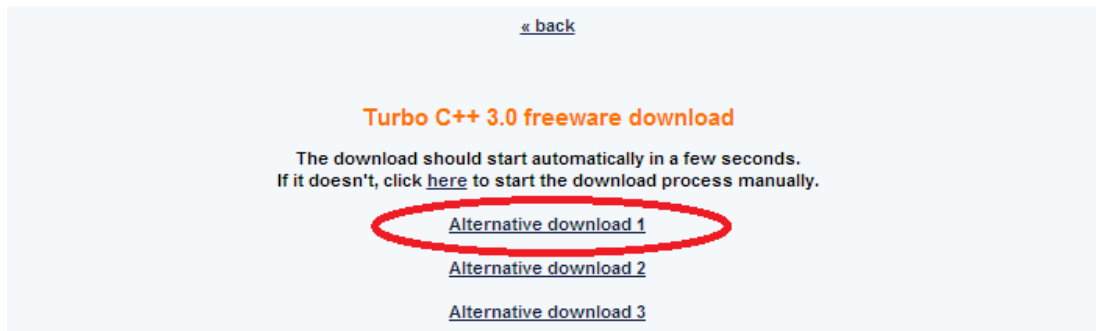 « back
Turbo C++ 3.0 freeware download
The download should start automatically in a few seconds.
If it doesn't, click here to start the download process manually.
Alternative download 1
Alternative download 2
Alternative download 3